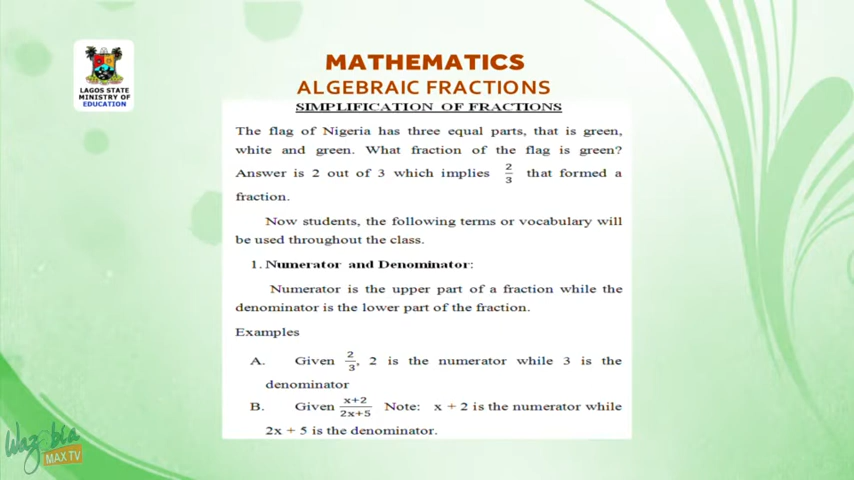 LAGOS STATE
MINISTRY OF
EDUCATION
MATHEMATICS
ALGEBRAIC FRACTIONS
SIMPLIFICATION OF FRACTIONS
The flag of Nigeria has three equal parts, that is green,
white and green. What fraction of the flag is green?
Answer is 2 out of 3 which implies 2/3 that formed a
fraction.
Now students, the following terms or vocabulary will
be used throughout the class.
1. Numerator and Denominator:
Numerator is the upper part of a fraction while the
denominator is the lower part of the fraction.
Examples
A. Given 2/3, 2 is the numerator while 3 is the
denominator
B. Given x+2/2x+5 Note: x + 2 is the numerator while
2x + 5 is the denominator.
Wazobia
MAX TV